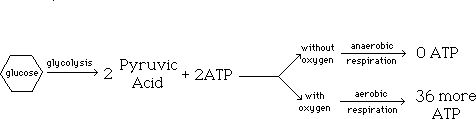 glucose
glycolysis
2 Pyruvic Acid + 2ATP
without oxygen
anaerobic respiration
0 ATP
with oxygen
aerobic respiration
36 more ATP